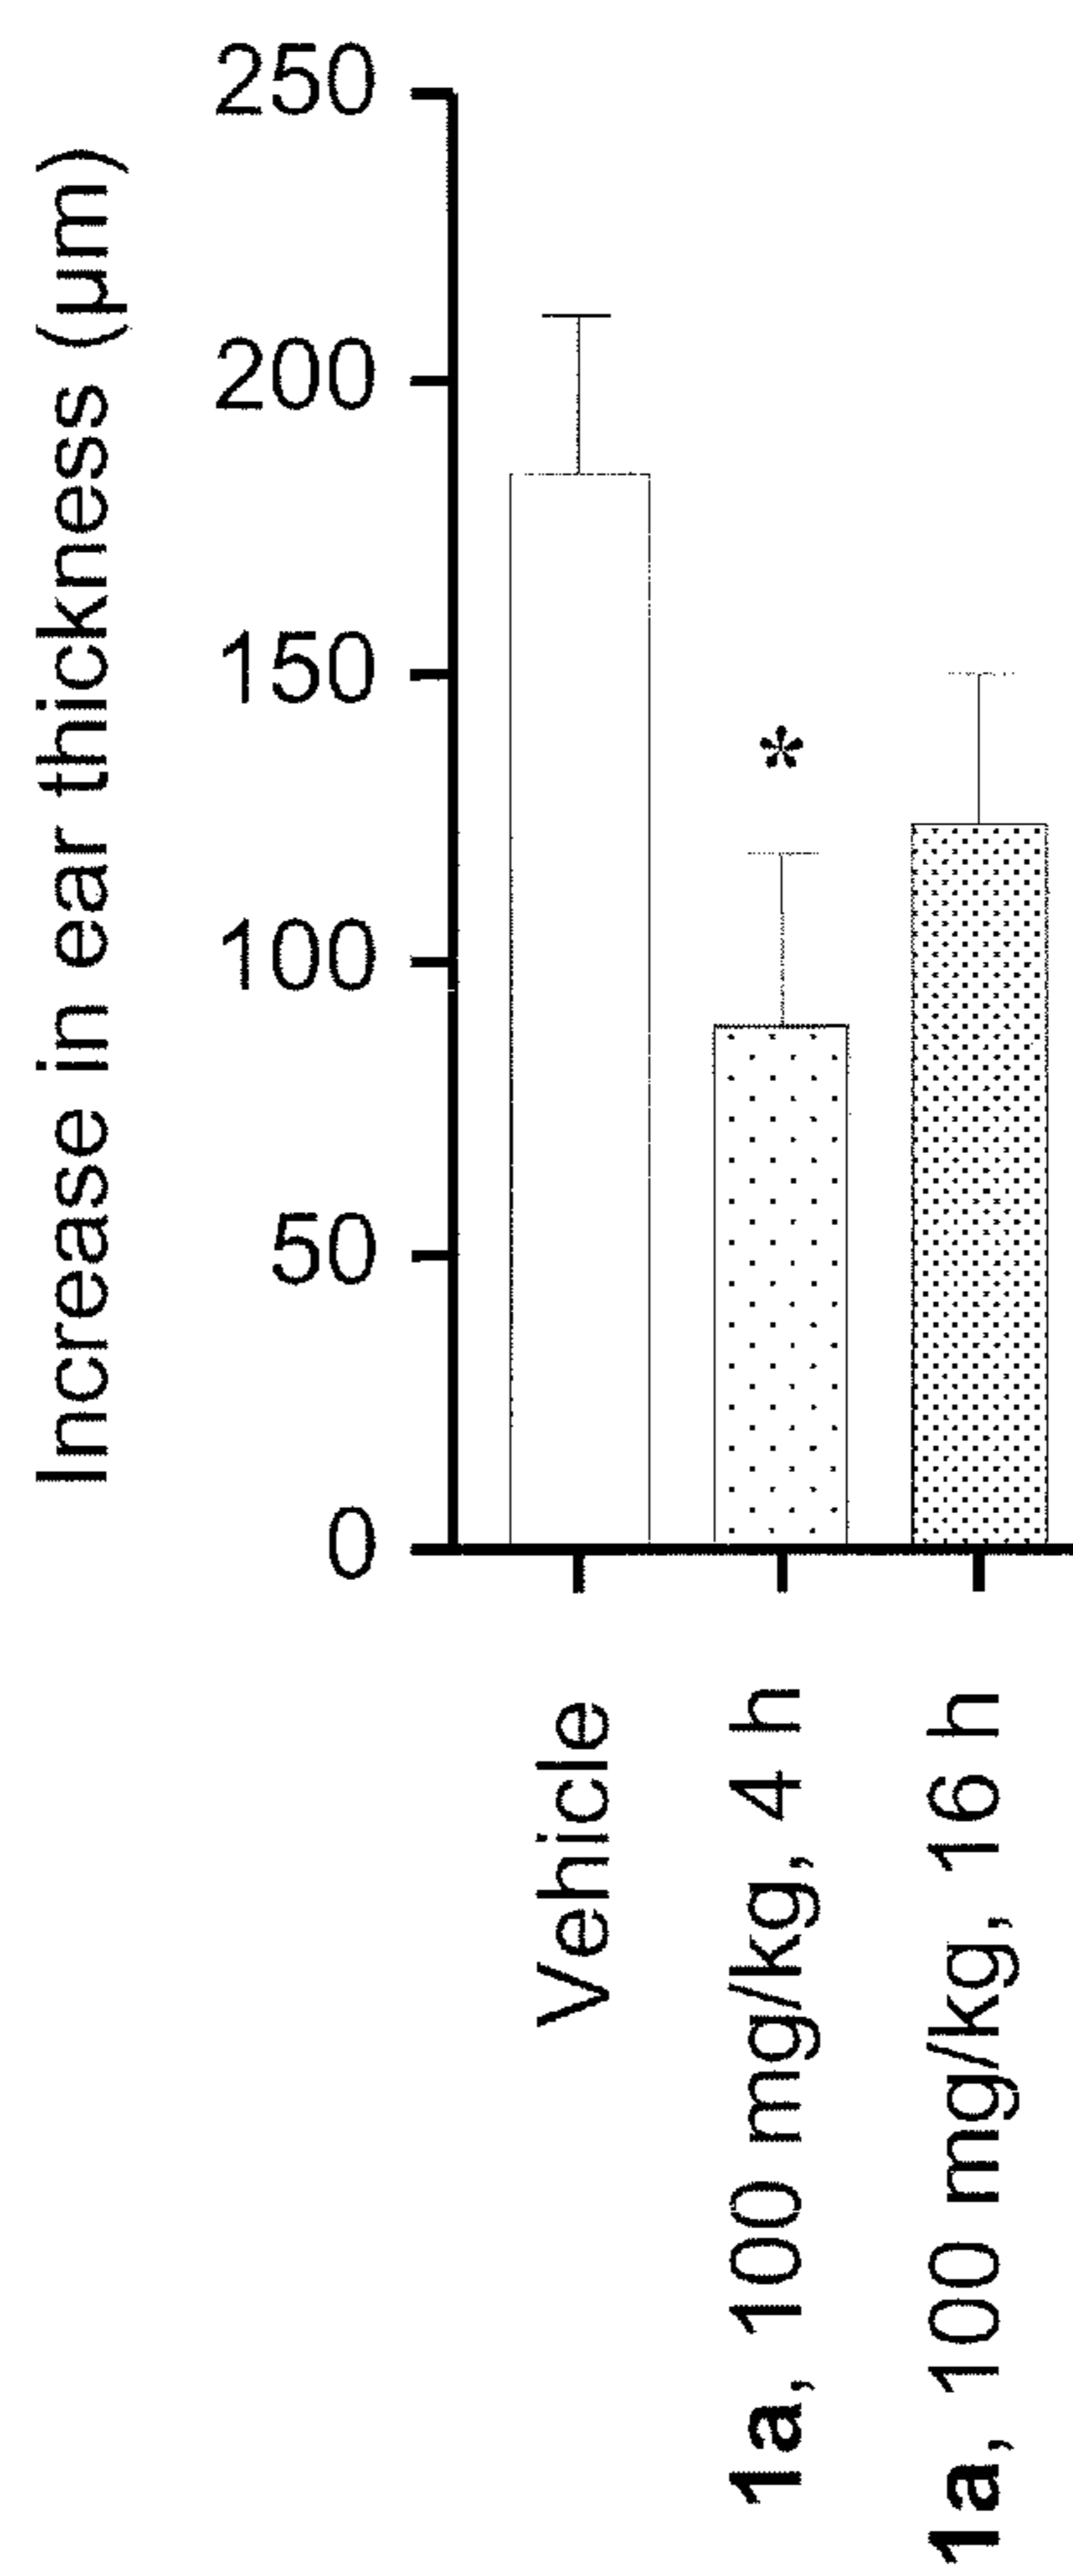 Increase in ear thickness (µm)
250
200
150
100
50
0
*
Vehicle
1a, 100 mg/kg, 4 h
1a, 100 mg/kg, 16 h